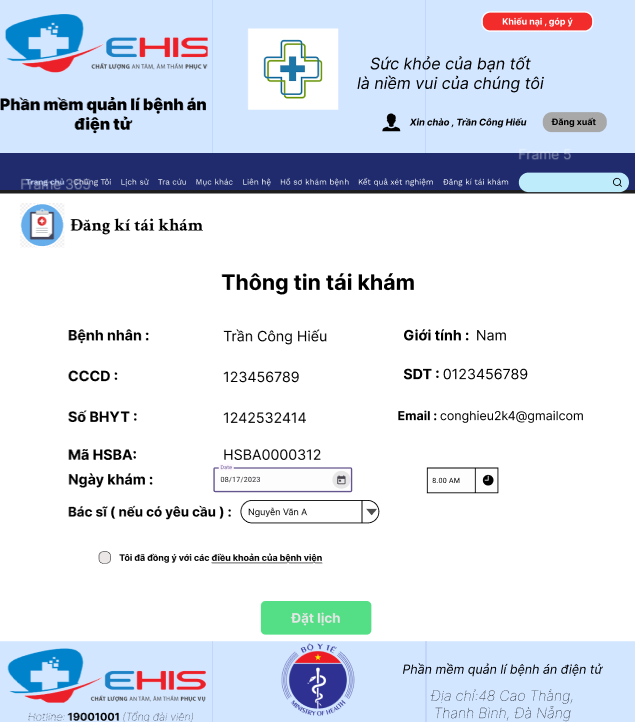 Khiếu nại , góp ý
EHIS
CHẤT LƯỢNG AN TÂM, ÂM THẦM PHỤC V
Sức khỏe của bạn tốt
là niềm vui của chúng tôi
Phần mềm quản lí bệnh án
điện tử
Xin chào , Trần Công Hiếu
Đăng xuất
Frame 5
Frame 365
Trang chủ Chúng Tôi Lịch sử Tra cứu Mục khác Liên hệ Hồ sơ khám bệnh Kết quả xét nghiệm Đăng kí tái khám
Đăng kí tái khám
Thông tin tái khám
Bệnh nhân : Trần Công Hiếu Giới tính : Nam
CCCD : 123456789 SDT : 0123456789
Số BHYT : 1242532414 Email : conghieu2k4@gmailcom
Mã HSBA: HSBA0000312
Date
Ngày khám : 08/17/2023 8.00 AM
Bác sĩ ( nếu có yêu cầu ) : Nguyễn Văn A
Tôi đã đồng ý với các điều khoản của bệnh viện
Đặt lịch
BỘ Y TẾ
MINISTRY OF HEALTH
EHIS
CHẤT LƯỢNG AN TÂM, ÂM THẦM PHỤC VỤ
Hotline: 19001001 (Tổng đài viên)
Phần mềm quản lí bệnh án điện tử
Địa chỉ:48 Cao Thắng,
Thanh Bình, Đà Nẵng